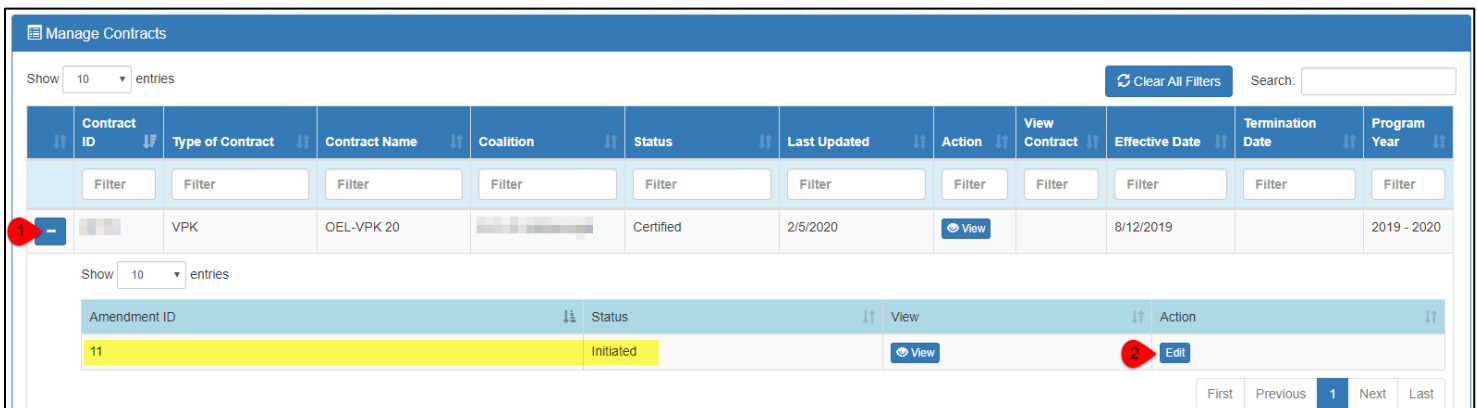 Manage Contracts
Show 10 entries Clear All Filters Search:
Contract ID Type of Contract Contract Name Coalition Status Last Updated Action View Contract Effective Date Termination Date Program Year
Filter Filter Filter Filter Filter Filter Filter Filter Filter Filter Filter
1 - VPK OEL-VPK 20 Certified 2/5/2020 View 8/12/2019 2019 - 2020
Show 10 entries
Amendment ID Status View Action
11 Initiated View 2 Edit
First Previous 1 Next Last